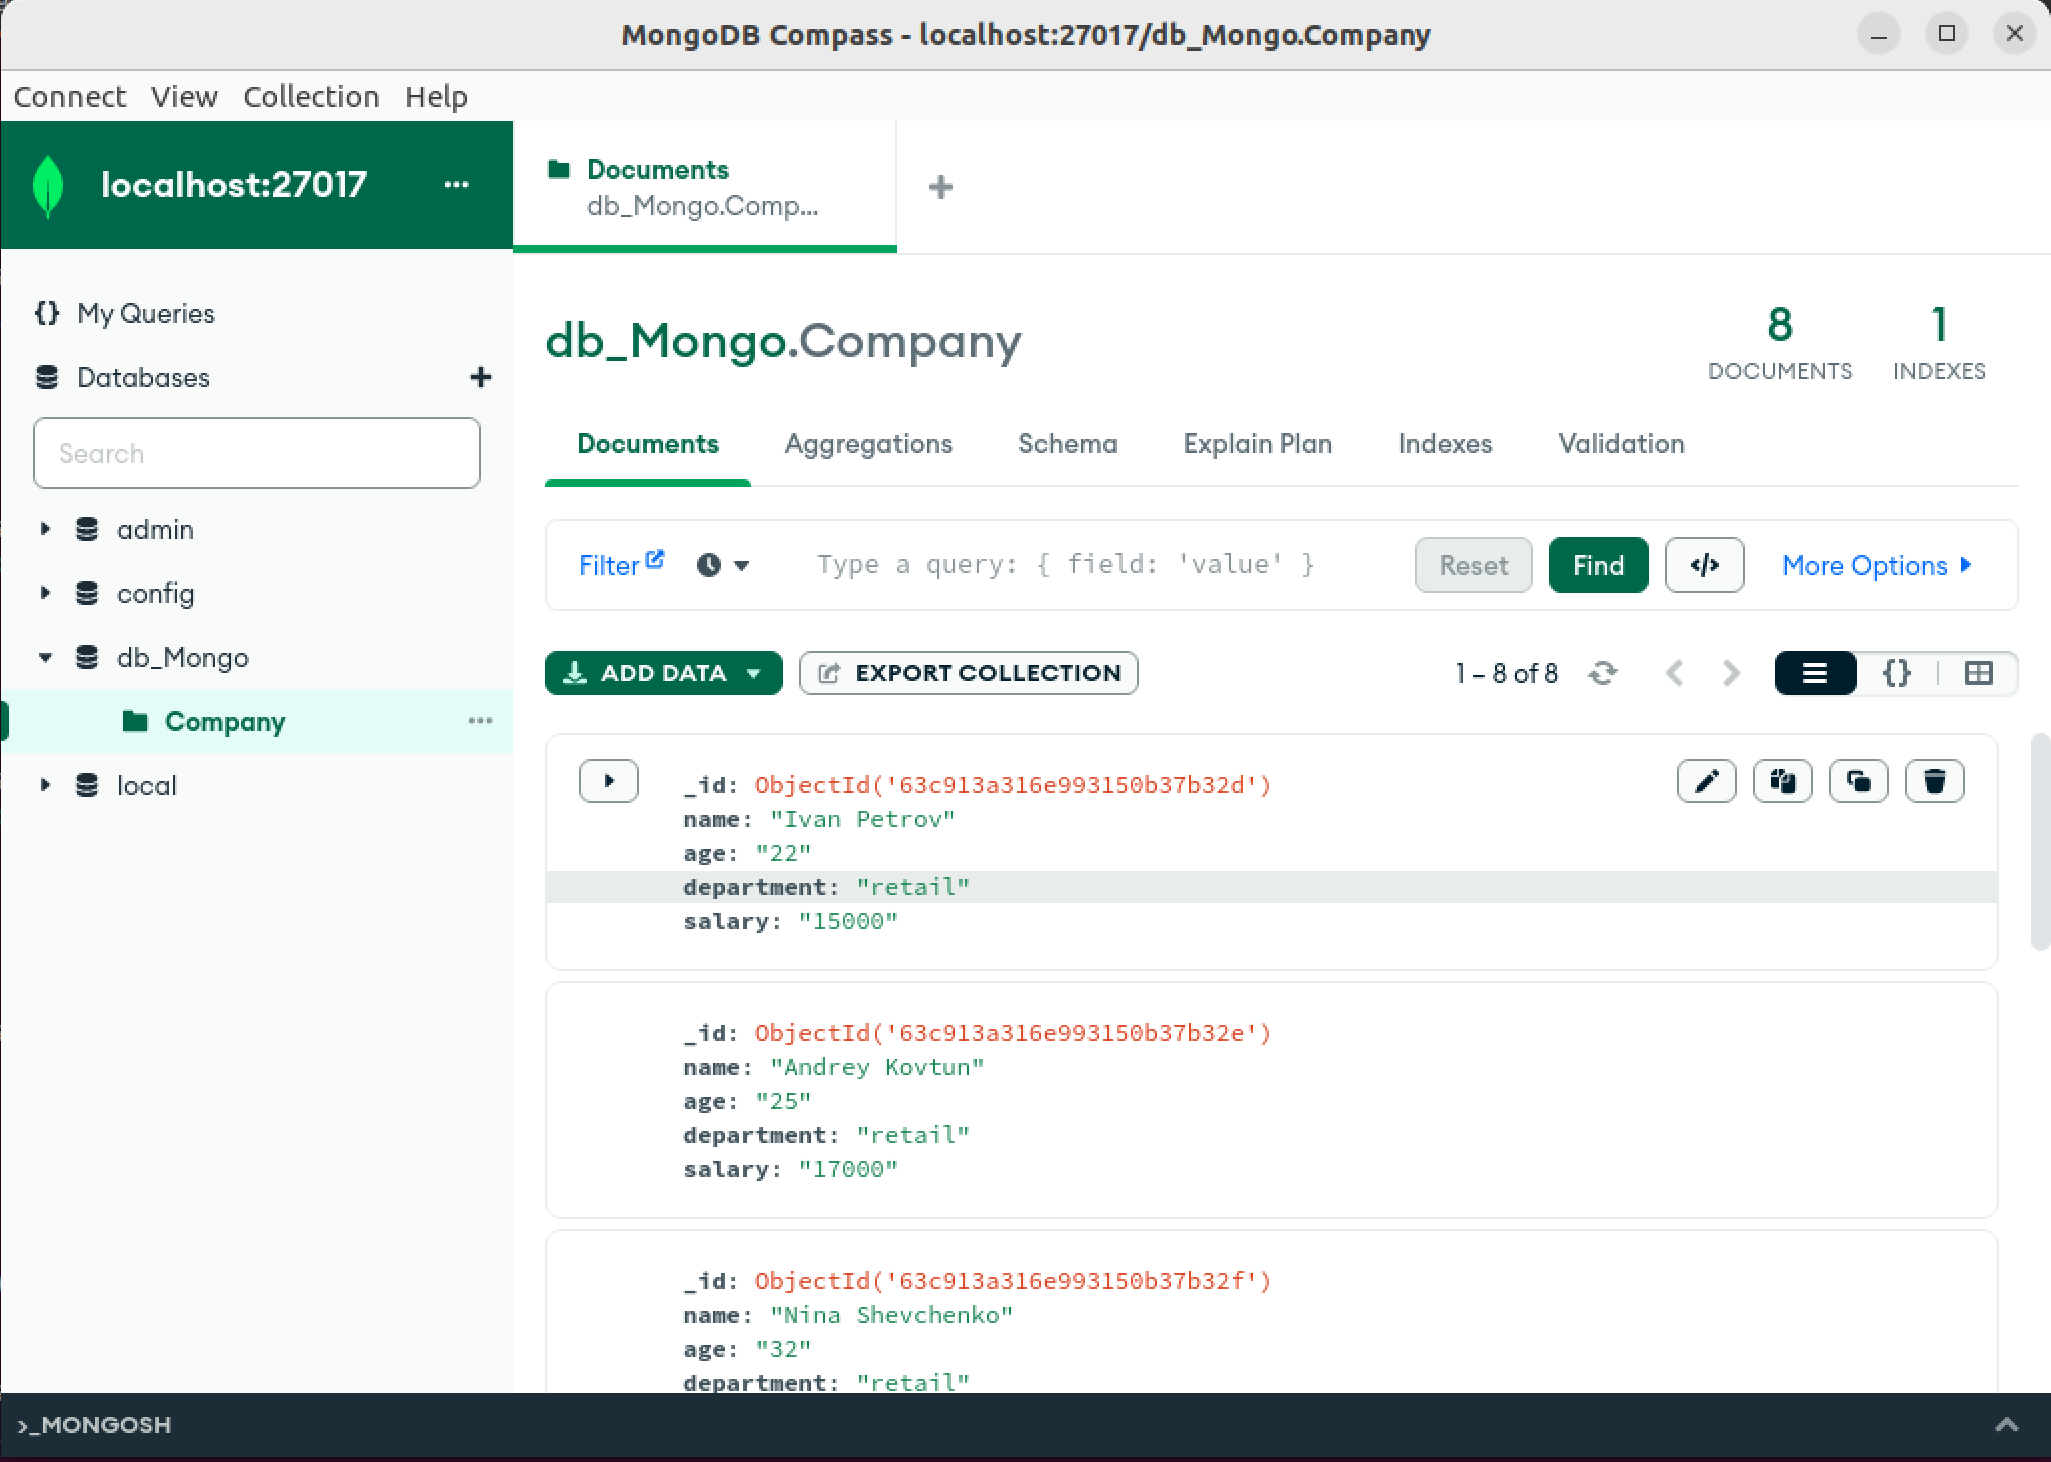 MongoDB Compass - localhost:27017/db_Mongo.Company
Connect View Collection Help
localhost:27017 ...
Documents
db_Mongo.Comp...
{} My Queries
Databases
Search
admin
config
db_Mongo
Company ...
local
db_Mongo.Company
8
DOCUMENTS
1
INDEXES
Documents Aggregations Schema Explain Plan Indexes Validation
Filter Type a query: { field: 'value' } Reset Find </> More Options
ADD DATA EXPORT COLLECTION 1 – 8 of 8 {}
_id: ObjectId('63c913a316e993150b37b32d')
name: "Ivan Petrov"
age: "22"
department: "retail"
salary: "15000"
_id: ObjectId('63c913a316e993150b37b32e')
name: "Andrey Kovtun"
age: "25"
department: "retail"
salary: "17000"
_id: ObjectId('63c913a316e993150b37b32f')
name: "Nina Shevchenko"
age: "32"
department: "retail"
>_MONGOSH